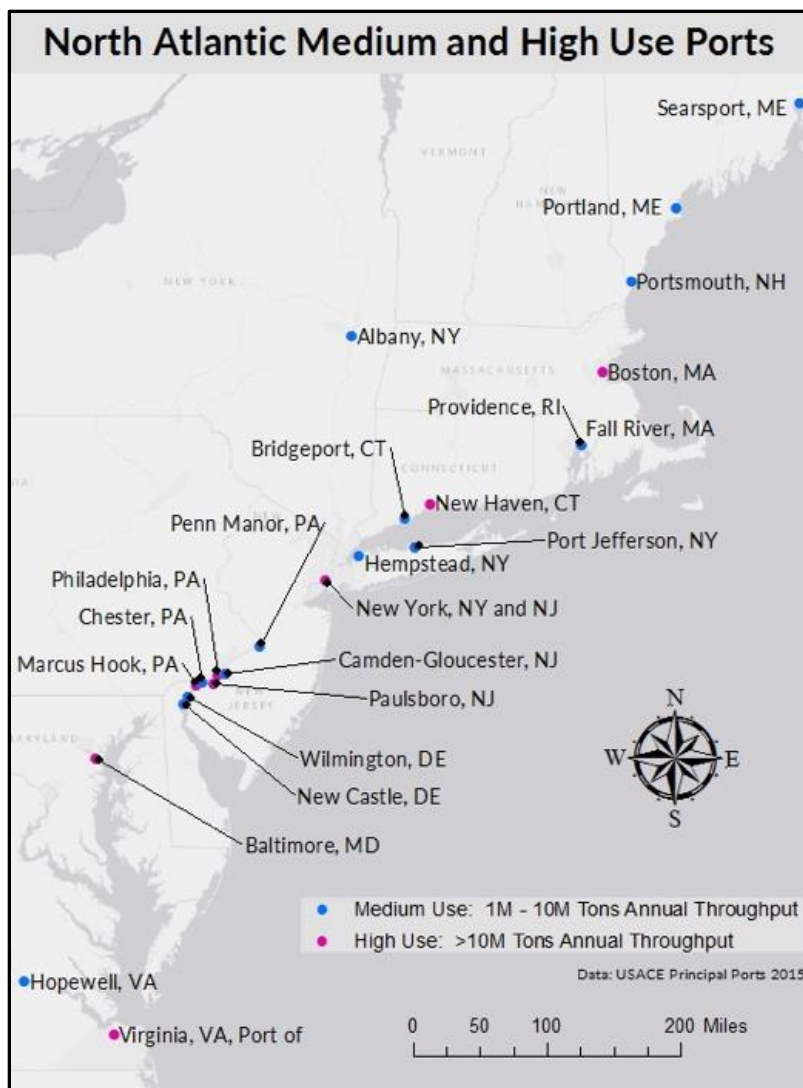 North Atlantic Medium and High Use Ports
Searsport, ME
VERMONT
NEW
HAM
Portland, ME
NEW YORK
Portsmouth, NH
Albany, NY
MASSACHUSETTS
Boston, MA
Providence, RI
Fall River, MA
Bridgeport, CT
CONNECTICUT
New Haven, CT
Penn Manor, PA
Port Jefferson, NY
Hempstead, NY
Philadelphia, PA
New York, NY and NJ
Chester, PA
Marcus Hook, PA
Camden-Gloucester, NJ
NEW
JERSEY
Paulsboro, NJ
N
W
E
S
MARYLAND
Wilmington, DE
New Castle, DE
Baltimore, MD
Medium Use: 1M - 10M Tons Annual Throughput
High Use: >10M Tons Annual Throughput
Data: USACE Principal Ports 2015
Hopewell, VA
Virginia, VA, Port of
0 50 100 200 Miles